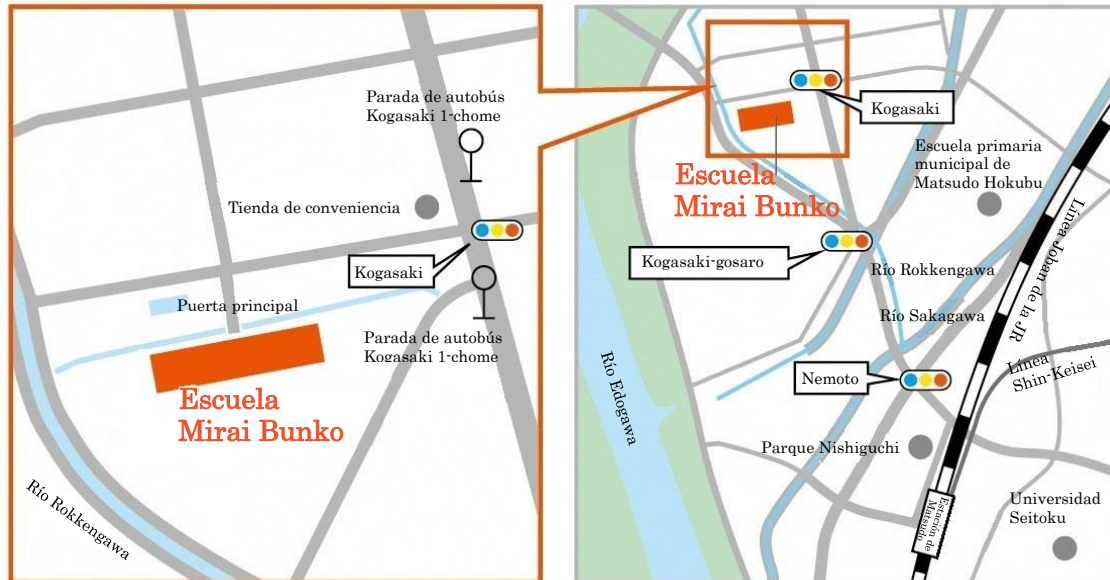 Parada de autobús
Kogasaki 1-chome
Tienda de conveniencia
Kogasaki
Puerta principal
Parada de autobús
Kogasaki 1-chome
Escuela
Mirai Bunko
Río Rokkengawa
Kogasaki
Escuela primaria
municipal de
Matsudo Hokubu
Escuela
Mirai Bunko
Kogasaki-gosaro
Río Rokkengawa
Río Sakagawa
Línea Joban de la JR
Línea
Shin-Keisei
Río Edogawa
Nemoto
Parque Nishiguchi
Estación de
Matsudo
Universidad
Seitoku